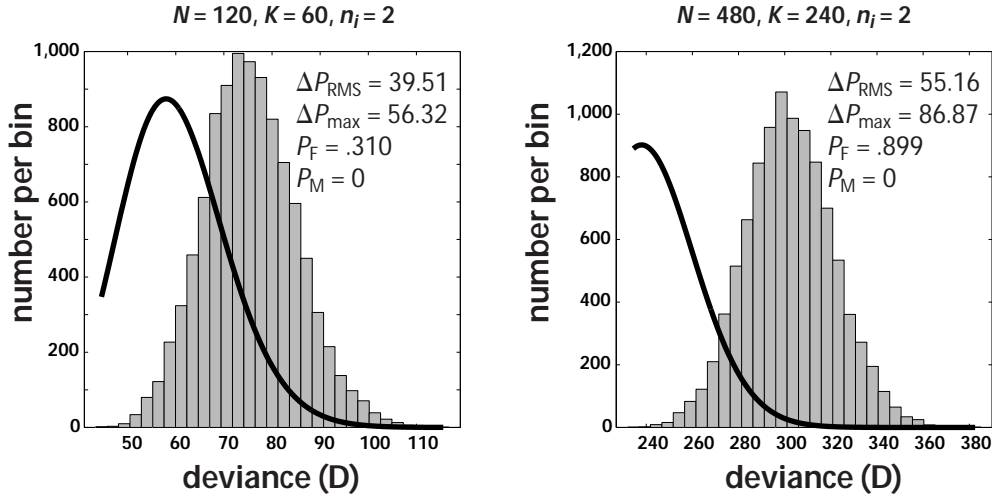 N = 120, K = 60, nᵢ = 2
1,000
800
600
400
200
0
number per bin
ΔP_RMS = 39.51
ΔP_max = 56.32
P_F = .310
P_M = 0
50 60 70 80 90 100 110
deviance (D)
N = 480, K = 240, nᵢ = 2
1,200
1,000
800
600
400
200
0
number per bin
ΔP_RMS = 55.16
ΔP_max = 86.87
P_F = .899
P_M = 0
240 260 280 300 320 340 360 380
deviance (D)